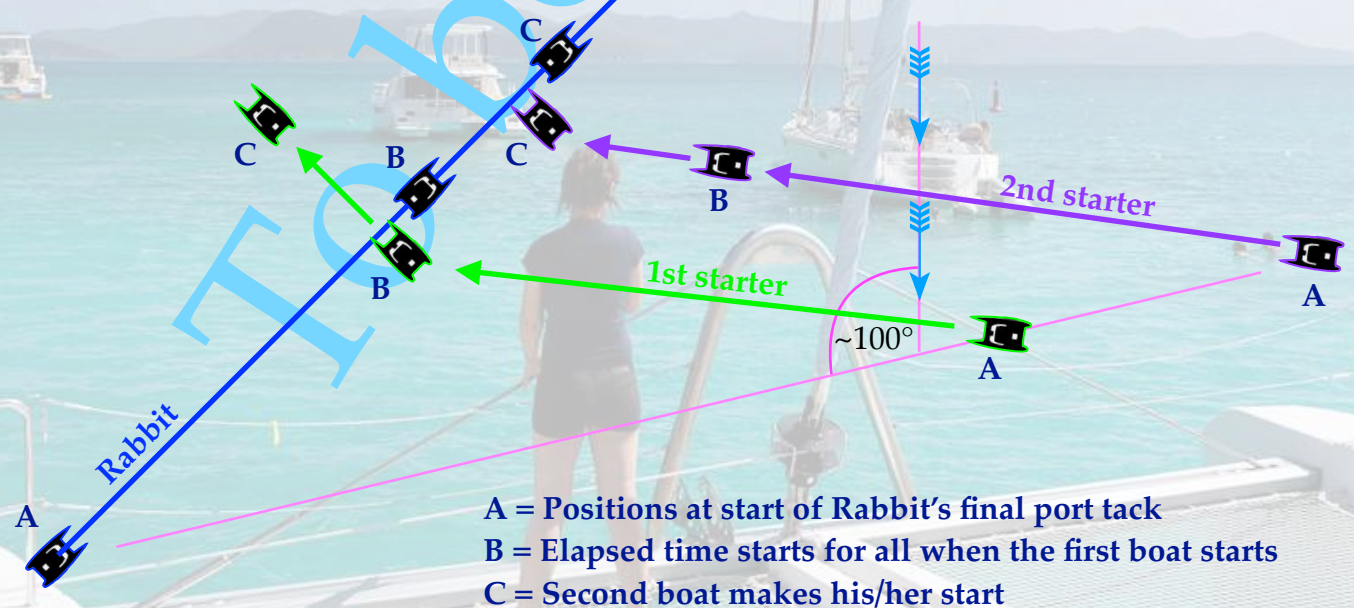 C
To b
C
B
C
B
2nd starter
B
1st starter
A
~100°
A
Rabbit
A
A = Positions at start of Rabbit’s final port tack
B = Elapsed time starts for all when the first boat starts
C = Second boat makes his/her start